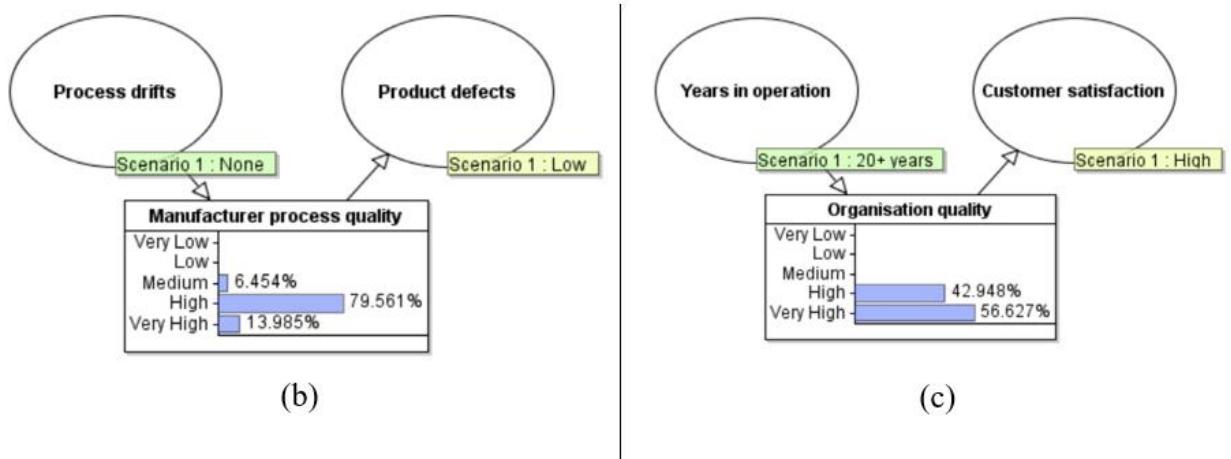 Process drifts
Product defects
Scenario 1 : None
Scenario 1 : Low
Manufacturer process quality
Very Low
Low
Medium 6.454%
High 79.561%
Very High 13.985%
(b)
Years in operation
Customer satisfaction
Scenario 1 : 20+ years
Scenario 1 : High
Organisation quality
Very Low
Low
Medium
High 42.948%
Very High 56.627%
(c)